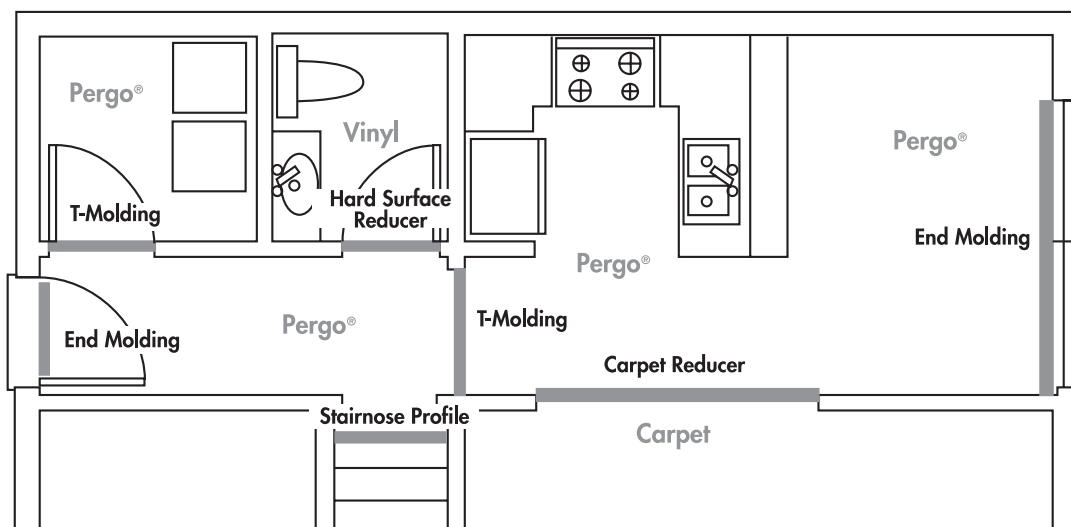 Pergo®
Vinyl
Pergo®
T-Molding
Hard Surface
Reducer
End Molding
Pergo®
End Molding
Pergo®
T-Molding
Carpet Reducer
Stairnose Profile
Carpet